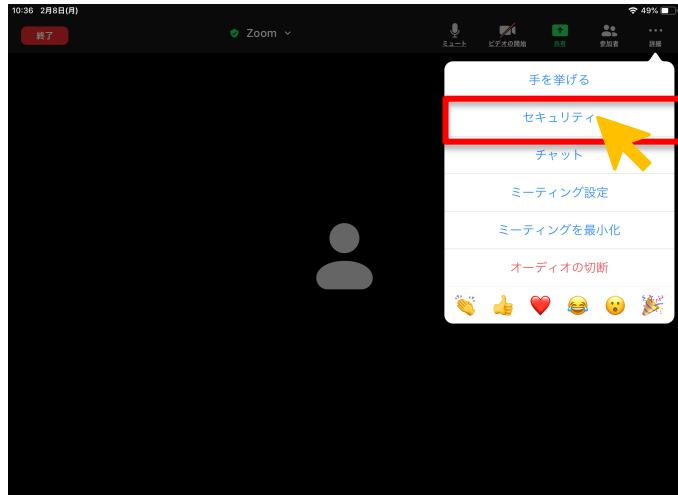 10:36 2月8日(月)
49%
終了
Zoom
ミュート
ビデオの開始
共有
参加者
詳細
手を挙げる
セキュリティ
チャット
ミーティング設定
ミーティングを最小化
オーディオの切断